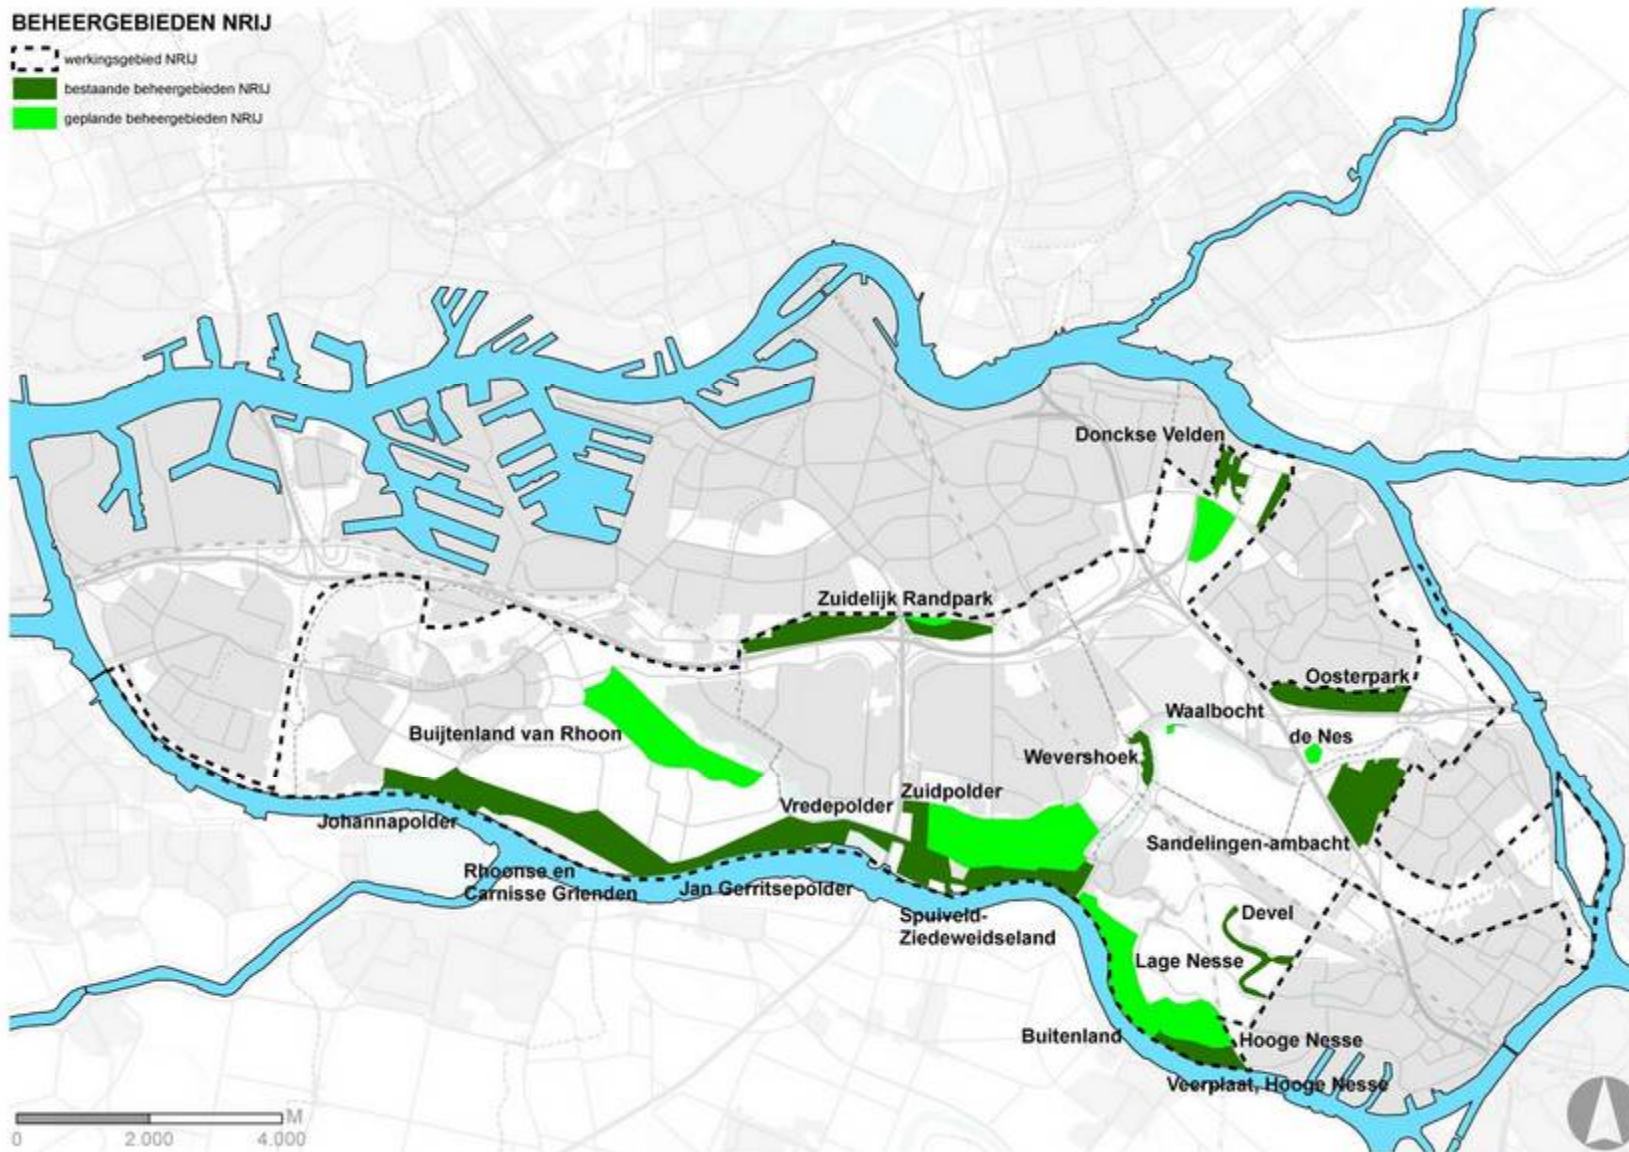 BEHEERGEBIEDEN NRIJ
werkingsgebied NRIJ
bestaande beheergebieden NRIJ
geplande beheergebieden NRIJ
Donckse Velden
Zuidelijk Randpark
Oosterpark
Waalbocht
Buijtenland van Rhoon
de Nes
Wevershoek
Zuidpolder
Vredepolder
Johannapolder
Sandelingen-ambacht
Rhoonse en
Carnisse Grienden
Jan Gerritsepolder
Spuiveld-
Ziedeweidseland
Devel
Lage Nesse
Buitenland
Hooge Nesse
Veerplaat, Hooge Nesse
M
0 2.000 4.000